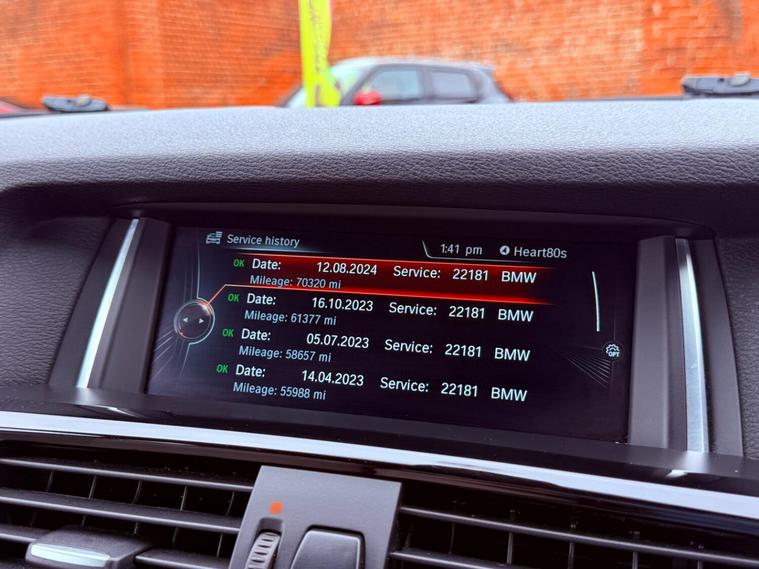 Service history
1:41 pm Heart80s
OK Date: 12.08.2024 Service: 22181 BMW
Mileage: 70320 mi
OK Date: 16.10.2023 Service: 22181 BMW
Mileage: 61377 mi
OK Date: 05.07.2023 Service: 22181 BMW
Mileage: 58657 mi
OK Date: 14.04.2023 Service: 22181 BMW
Mileage: 55988 mi
OPT